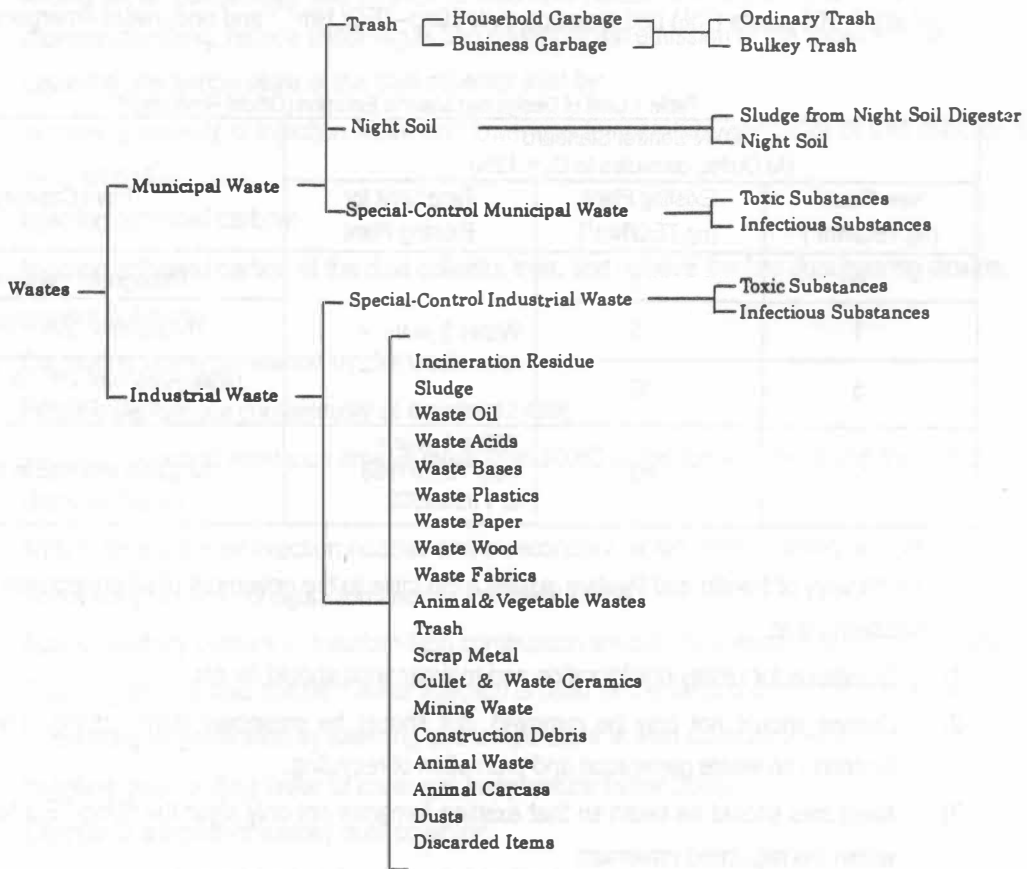 Trash
Household Garbage
Business Garbage
Ordinary Trash
Bulkey Trash
Night Soil
Sludge from Night Soil Digester
Night Soil
Municipal Waste
Special-Control Municipal Waste
Toxic Substances
Infectious Substances
Wastes
Special-Control Industrial Waste
Toxic Substances
Infectious Substances
Industrial Waste
Incineration Residue
Sludge
Waste Oil
Waste Acids
Waste Bases
Waste Plastics
Waste Paper
Waste Wood
Waste Fabrics
Animal & Vegetable Wastes
Trash
Scrap Metal
Cullet & Waste Ceramics
Mining Waste
Construction Debris
Animal Waste
Animal Carcass
Dusts
Discarded Items